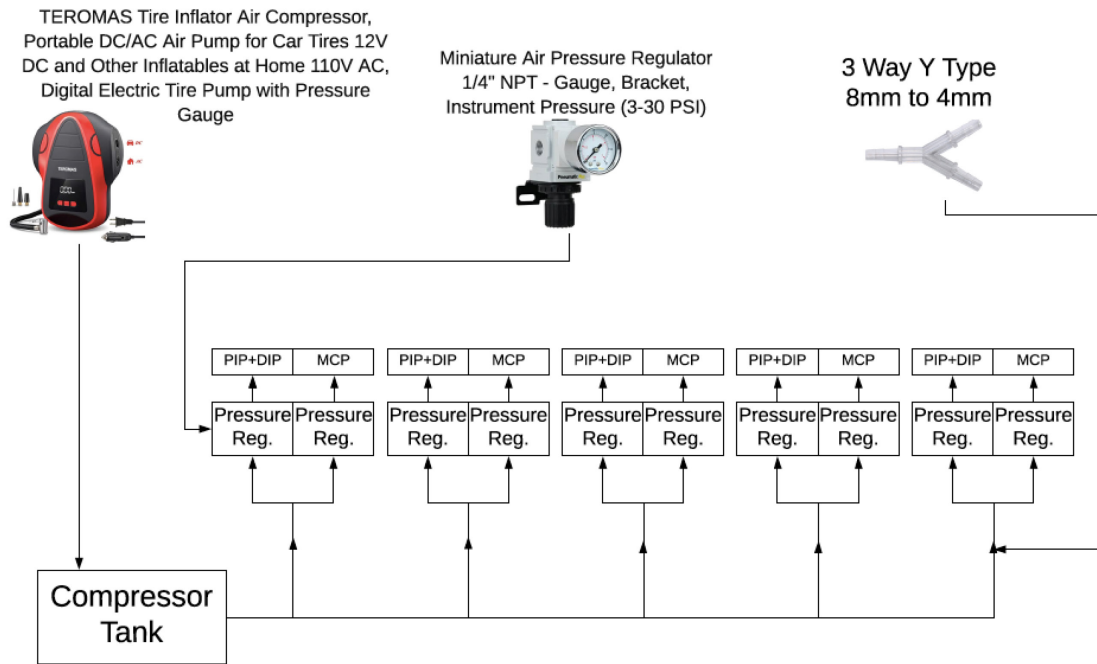 TEROMAS Tire Inflator Air Compressor,
Portable DC/AC Air Pump for Car Tires 12V
DC and Other Inflatables at Home 110V AC,
Digital Electric Tire Pump with Pressure
Gauge
Miniature Air Pressure Regulator
1/4" NPT - Gauge, Bracket,
Instrument Pressure (3-30 PSI)
3 Way Y Type
8mm to 4mm
TEROMAS
DC
AC
PIP+DIP MCP PIP+DIP MCP PIP+DIP MCP PIP+DIP MCP PIP+DIP MCP
Pressure Pressure Pressure Pressure Pressure Pressure Pressure Pressure Pressure Pressure
Reg. Reg. Reg. Reg. Reg. Reg. Reg. Reg. Reg. Reg.
Compressor
Tank